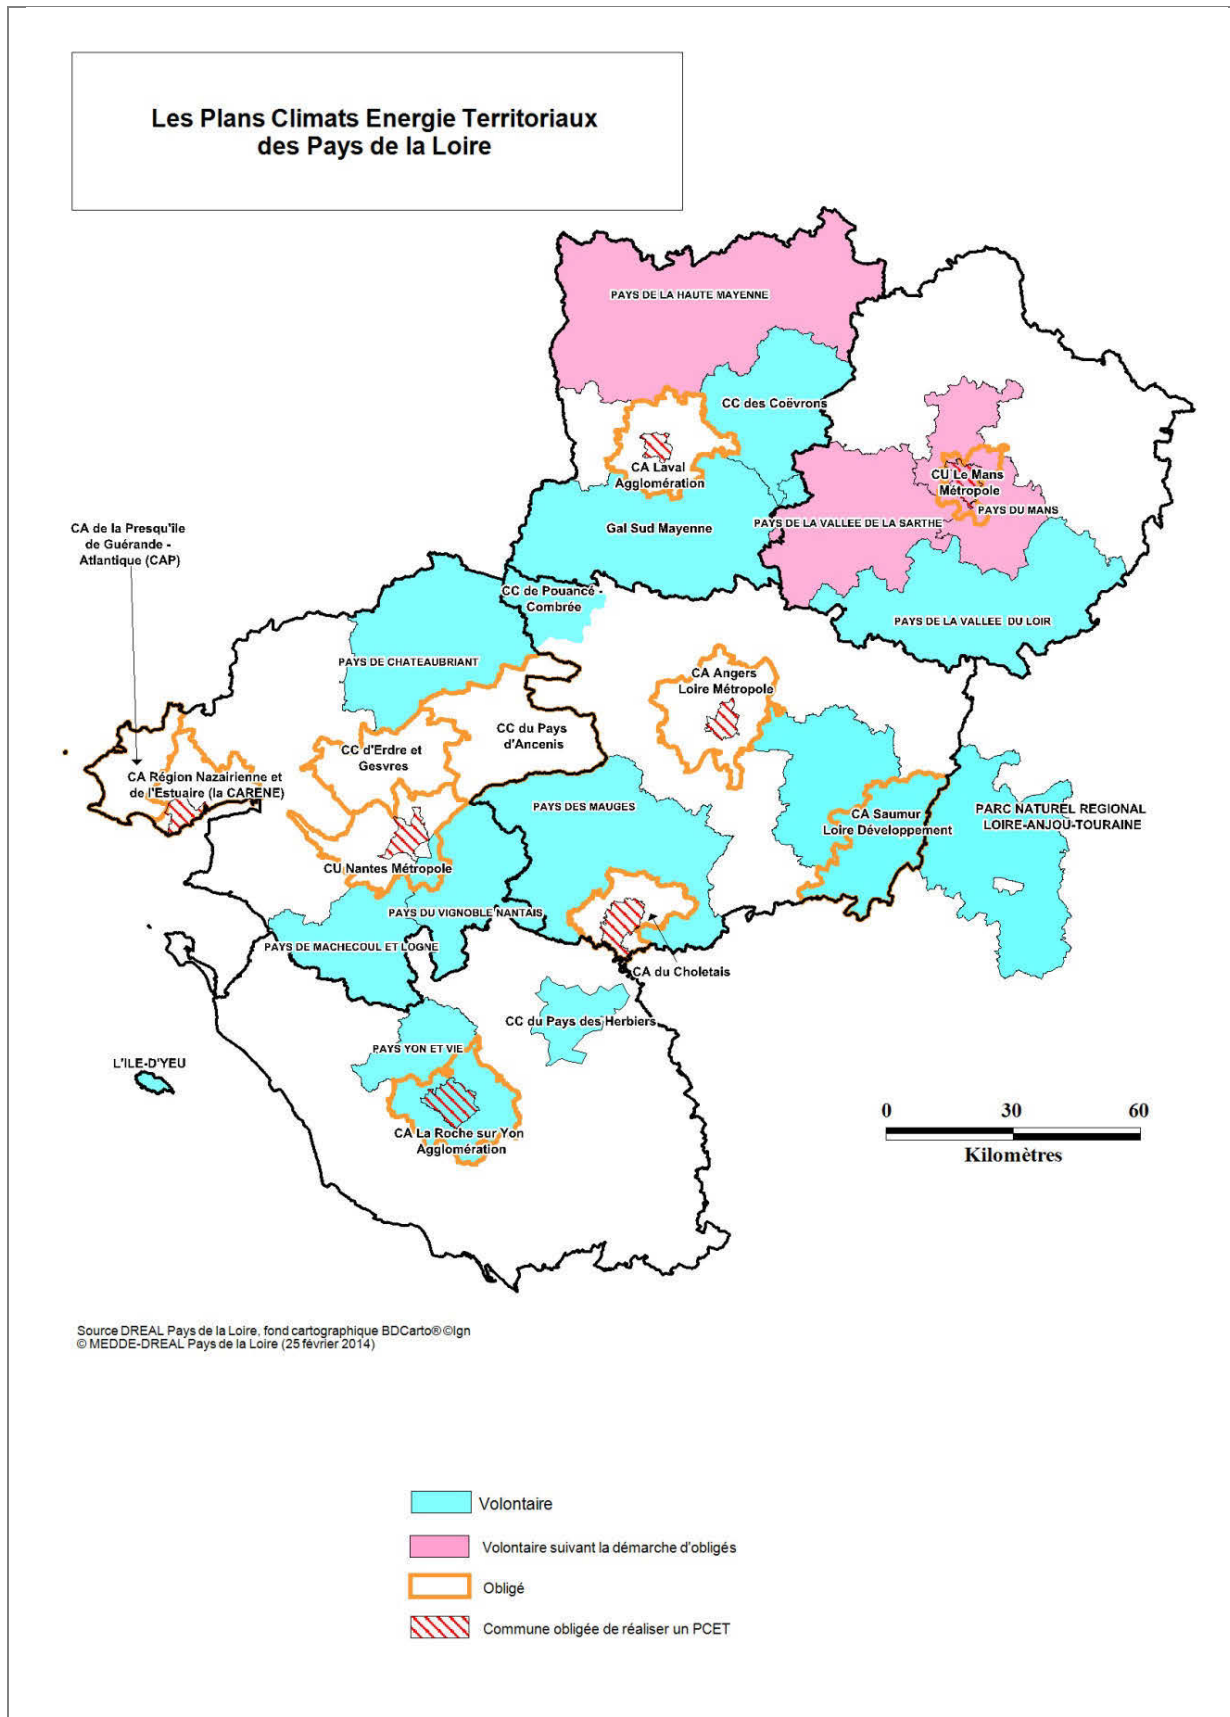 Les Plans Climats Energie Territoriaux
des Pays de la Loire
PAYS DE LA HAUTE MAYENNE
CC des Coëvrons
CA Laval
Agglomération
CU Le Mans
Métropole
PAYS DU MANS
PAYS DE LA VALLEE DE LA SARTHE
Gal Sud Mayenne
CA de la Presqu'île
de Guérande -
Atlantique (CAP)
CC de Pouancé -
Combrée
PAYS DE LA VALLEE DU LOIR
PAYS DE CHATEAUBRIANT
CA Angers
Loire Métropole
CC du Pays
d'Ancenis
CC d'Erdre et
Gesvres
CA Région Nazairienne et
de l'Estuaire (la CARENE)
PAYS DES MAUGES
CA Saumur
Loire Développement
PARC NATUREL REGIONAL
LOIRE-ANJOU-TOURAINE
CU Nantes Métropole
PAYS DU VIGNOBLE NANTAIS
PAYS DE MACHECOUL ET LOGNE
CA du Choletais
CC du Pays des Herbiers
PAYS YON ET VIE
L'ILE-D'YEU
CA La Roche sur Yon
Agglomération
0 30 60
Kilomètres
Source DREAL Pays de la Loire, fond cartographique BDCarto® ©Ign
© MEDDE-DREAL Pays de la Loire (25 février 2014)
Volontaire
Volontaire suivant la démarche d'obligés
Obligé
Commune obligée de réaliser un PCET